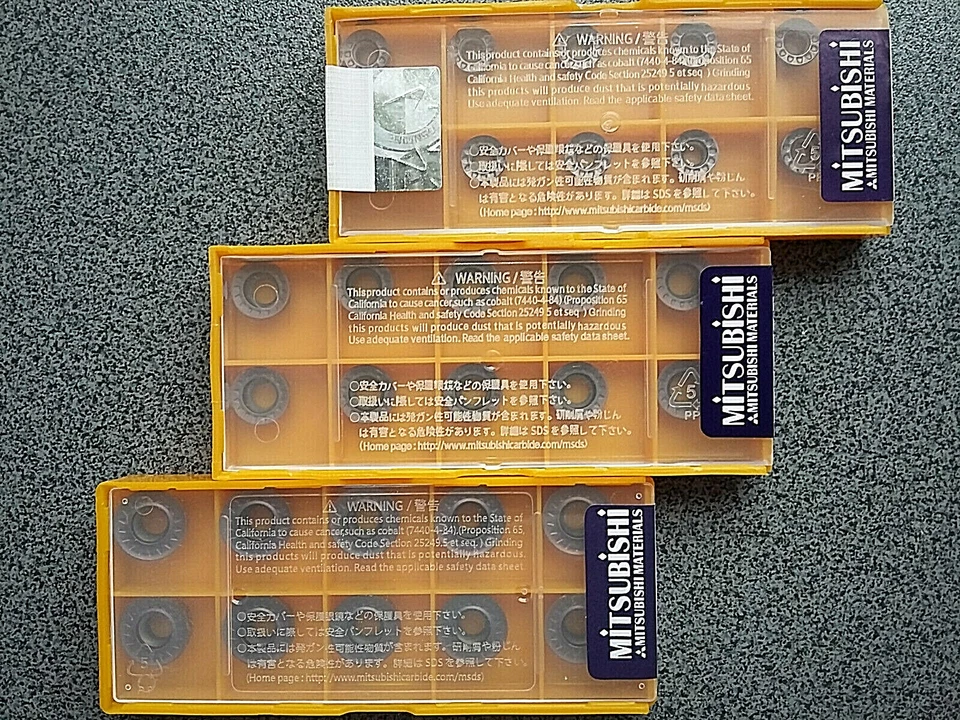 WARNING / 警告
This product contains or produces chemicals known to the State of
California to cause cancer, such as cobalt (7440-4-84) (Proposition 65
California Health and safety Code Section 25249.5 et seq. ) Grinding
this products will produce dust that is potentially hazardous
Use adequate ventilation. Read the applicable safety data sheet.
○安全カバーや保護眼鏡などの保護具を使用下さい。
○取扱いに際しては安全パンフレットを参照下さい。
○本製品には発ガン性可能性物質が含まれます。研削屑や粉じん
は有害となる危険性があります。詳細は SDS を参照して下さい。
(Home page : http://www.mitsubishicarbide.com/msds)
MITSUBISHI
MITSUBISHI MATERIALS
WARNING / 警告
This product contains or produces chemicals known to the State of
California to cause cancer, such as cobalt (7440-4-84) (Proposition 65
California Health and safety Code Section 25249.5 et seq. ) Grinding
this products will produce dust that is potentially hazardous
Use adequate ventilation. Read the applicable safety data sheet.
○安全カバーや保護眼鏡などの保護具を使用下さい。
○取扱いに際しては安全パンフレットを参照下さい。
○本製品には発ガン性可能性物質が含まれます。研削屑や粉じん
は有害となる危険性があります。詳細は SDS を参照して下さい。
(Home page : http://www.mitsubishicarbide.com/msds)
5
MITSUBISHI
MITSUBISHI MATERIALS
WARNING / 警告
This product contains or produces chemicals known to the State of
California to cause cancer, such as cobalt (7440-4-84).(Proposition 65,
California Health and safety Code Section 25249.5 et seq. ) Grinding
this products will produce dust that is potentially hazardous.
Use adequate ventilation. Read the applicable safety data sheet.
○安全カバーや保護眼鏡などの保護具を使用下さい。
○取扱いに際しては安全パンフレットを参照下さい。
○本製品には発ガン性可能性物質が含まれます。研削屑や粉じん
は有害となる危険性があります。詳細は SDS を参照して下さい。
(Home page : http://www.mitsubishicarbide.com/msds)
MITSUBISHI
MITSUBISHI MATERIALS